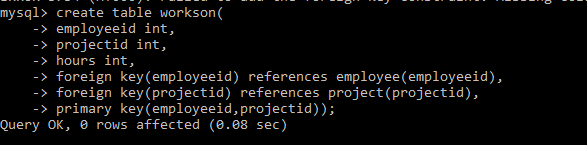 mysql> create table workson(
-> employeeid int,
-> projectid int,
-> hours int,
-> foreign key(employeeid) references employee(employeeid),
-> foreign key(projectid) references project(projectid),
-> primary key(employeeid,projectid));
Query OK, 0 rows affected (0.08 sec)